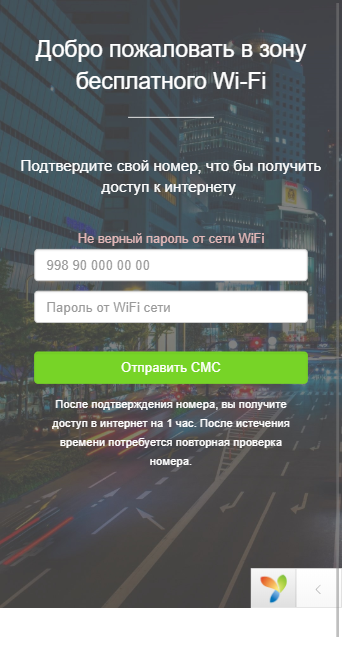 Добро пожаловать в зону
бесплатного Wi-Fi
Подтвердите свой номер, что бы получить
доступ к интернету
Не верный пароль от сети WiFi
998 90 000 00 00
Пароль от WiFi сети
Отправить СМС
После подтверждения номера, вы получите
доступ в интернет на 1 час. После истечения
времени потребуется повторная проверка
номера.